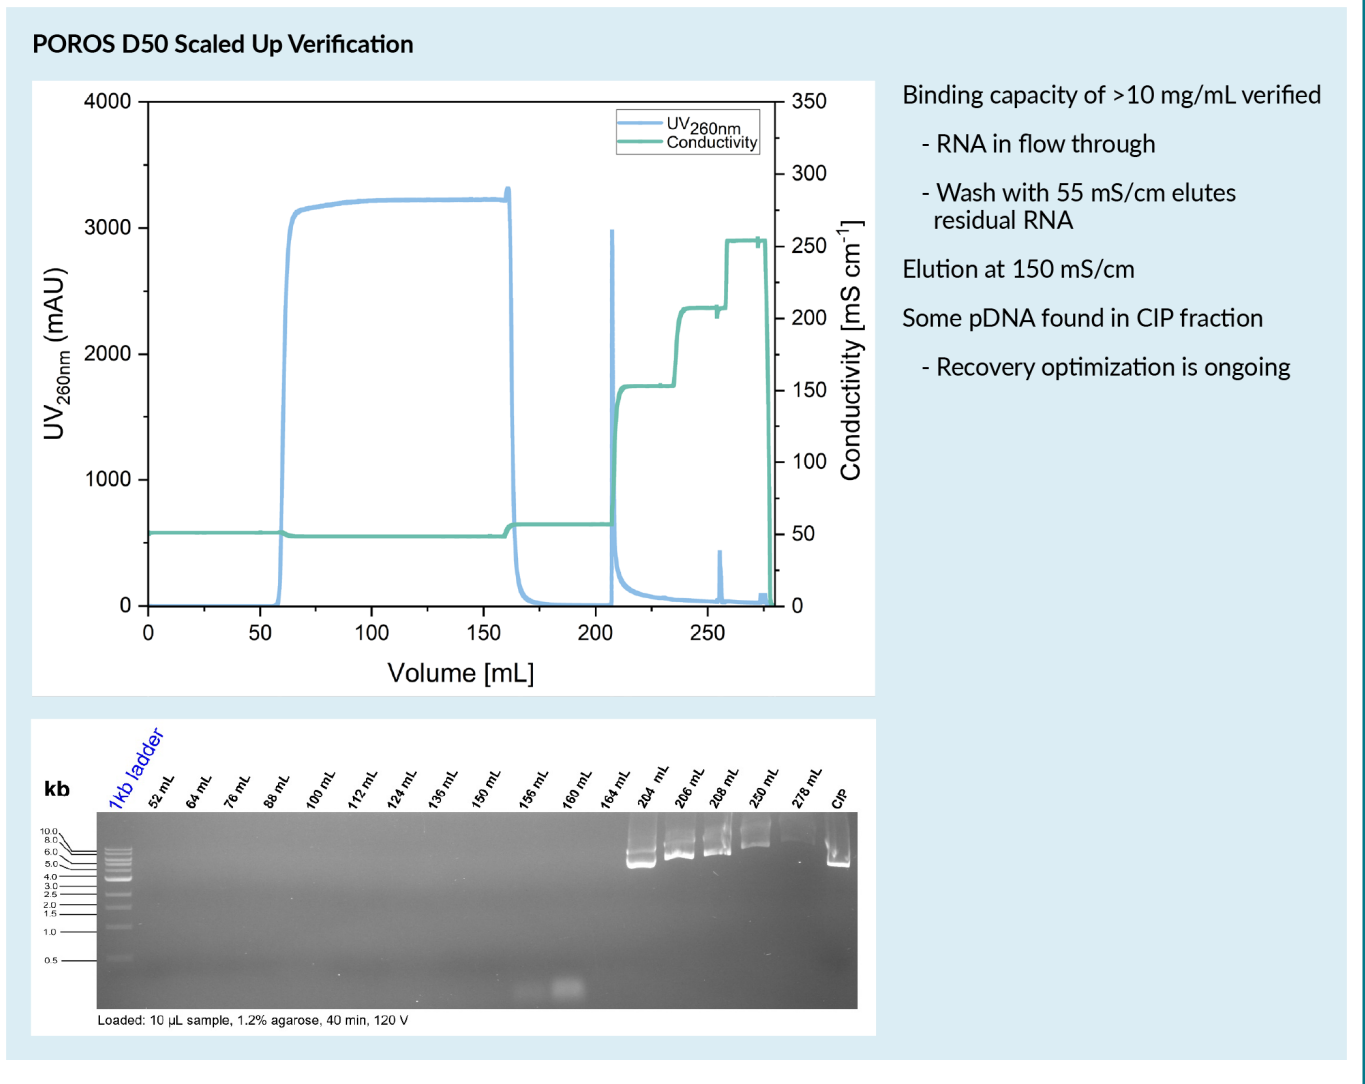 POROS D50 Scaled Up Verification
4000
3000
2000
1000
0
UV260nm (mAU)
350
300
250
200
150
100
50
0
Conductivity [mS cm-1]
UV260nm
Conductivity
0 50 100 150 200 250
Volume [mL]
Binding capacity of >10 mg/mL verified
- RNA in flow through
- Wash with 55 mS/cm elutes
residual RNA
Elution at 150 mS/cm
Some pDNA found in CIP fraction
- Recovery optimization is ongoing
kb
1kb ladder
52 mL
64 mL
76 mL
88 mL
100 mL
112 mL
124 mL
136 mL
150 mL
156 mL
160 mL
164 mL
204 mL
206 mL
208 mL
250 mL
278 mL
CIP
10.0
8.0
6.0
5.0
4.0
3.0
2.5
2.0
1.5
1.0
0.5
Loaded: 10 µL sample, 1.2% agarose, 40 min, 120 V